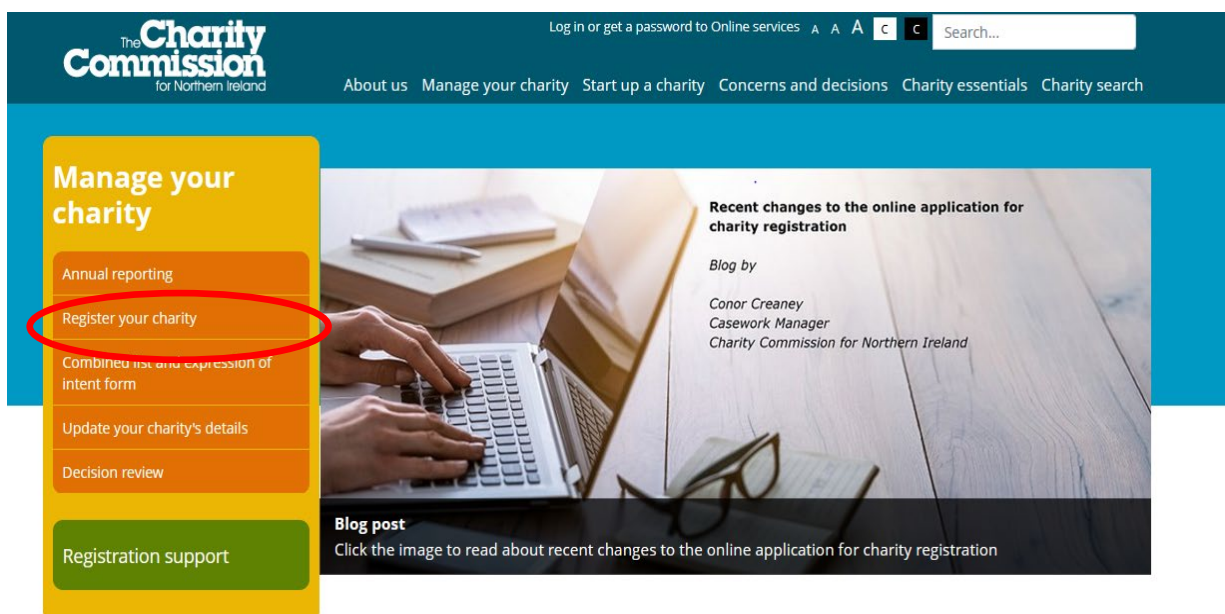 The Charity
Commission
for Northern Ireland
Log in or get a password to Online services A A A C C Search...
About us Manage your charity Start up a charity Concerns and decisions Charity essentials Charity search
Manage your
charity
Annual reporting
Register your charity
Combined list and expression of
intent form
Update your charity's details
Decision review
Registration support
Recent changes to the online application for
charity registration
Blog by
Conor Creaney
Casework Manager
Charity Commission for Northern Ireland
Blog post
Click the image to read about recent changes to the online application for charity registration